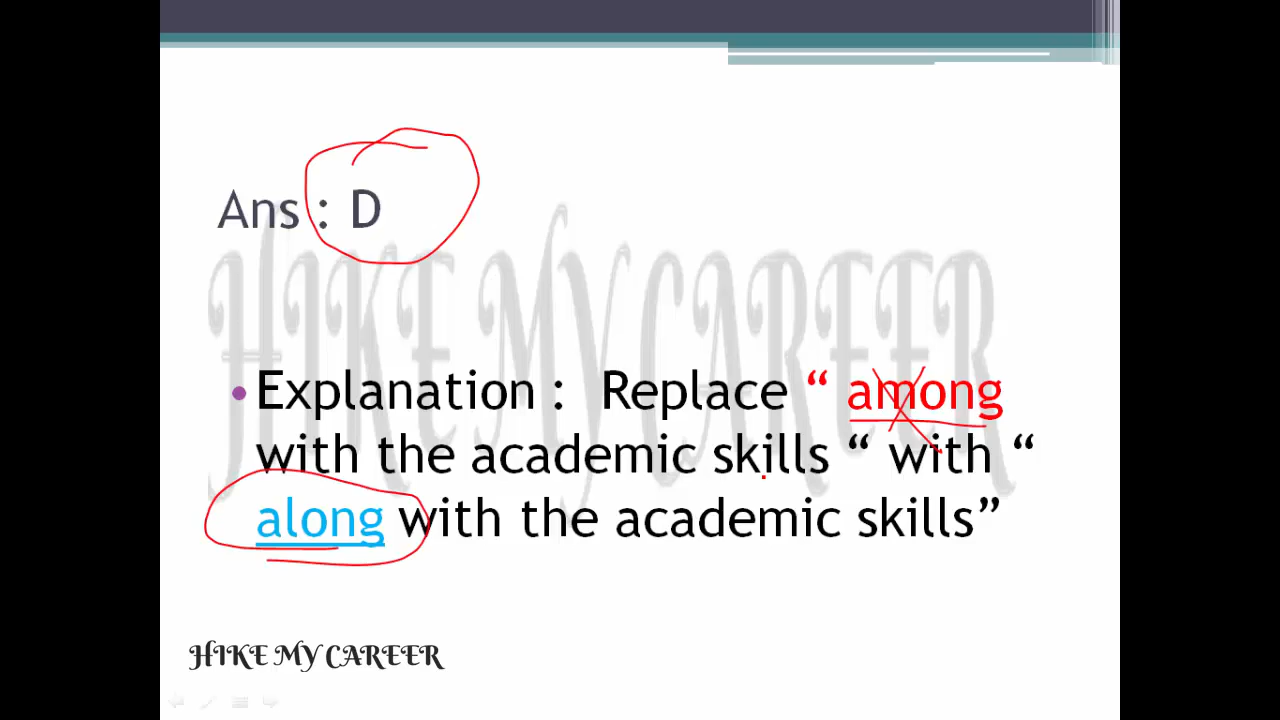 Ans : D
HIKE MY CAREER
•Explanation : Replace “ among
with the academic skills “ with “
along with the academic skills”
HIKE MY CAREER